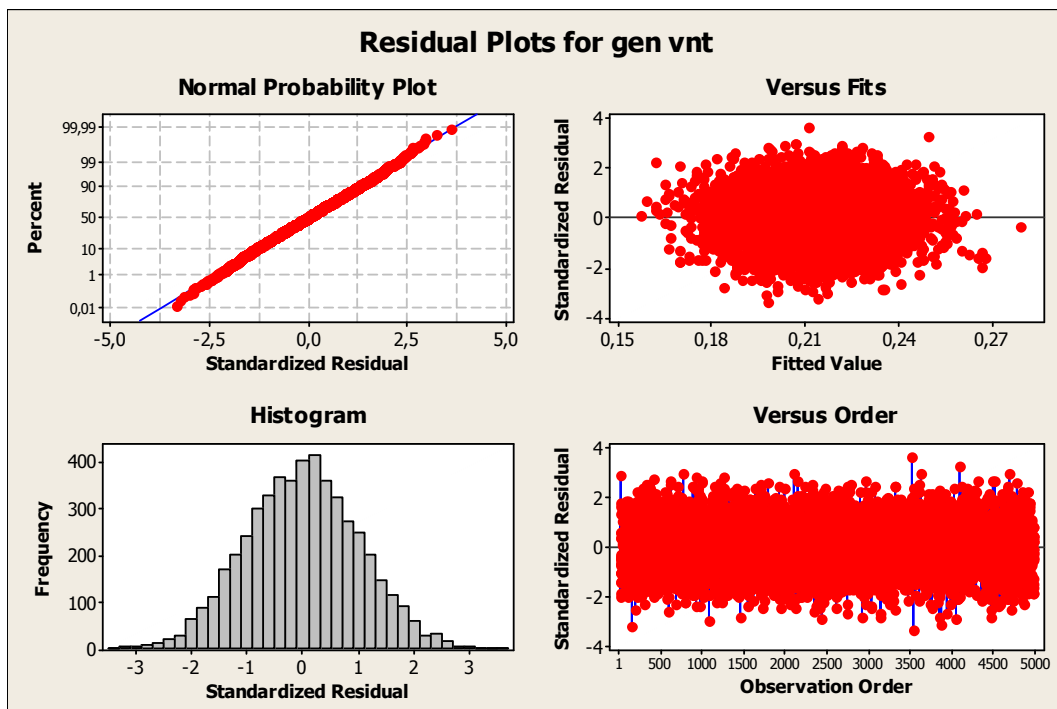 Residual Plots for gen vnt
Normal Probability Plot
Percent
99,99
99
90
50
10
1
0,01
-5,0 -2,5 0,0 2,5 5,0
Standardized Residual
Versus Fits
Standardized Residual
4
2
0
-2
-4
0,15 0,18 0,21 0,24 0,27
Fitted Value
Histogram
Frequency
400
300
200
100
0
-3 -2 -1 0 1 2 3
Standardized Residual
Versus Order
Standardized Residual
4
2
0
-2
-4
1 500 1000 1500 2000 2500 3000 3500 4000 4500 5000
Observation Order